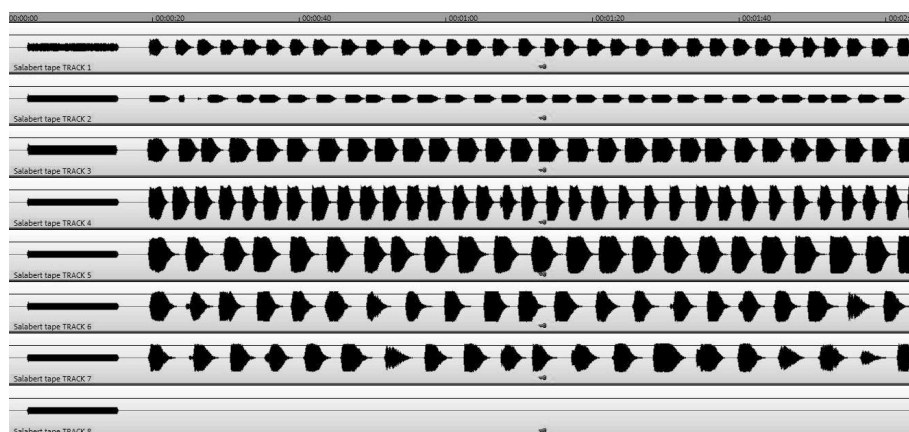 00:00:00 00:00:20 00:00:40 00:01:00 00:01:20 00:01:40 00:02:
Salabert tape TRACK 1
Salabert tape TRACK 2
Salabert tape TRACK 3
Salabert tape TRACK 4
Salabert tape TRACK 5
Salabert tape TRACK 6
Salabert tape TRACK 7
Salabert tape TRACK 8